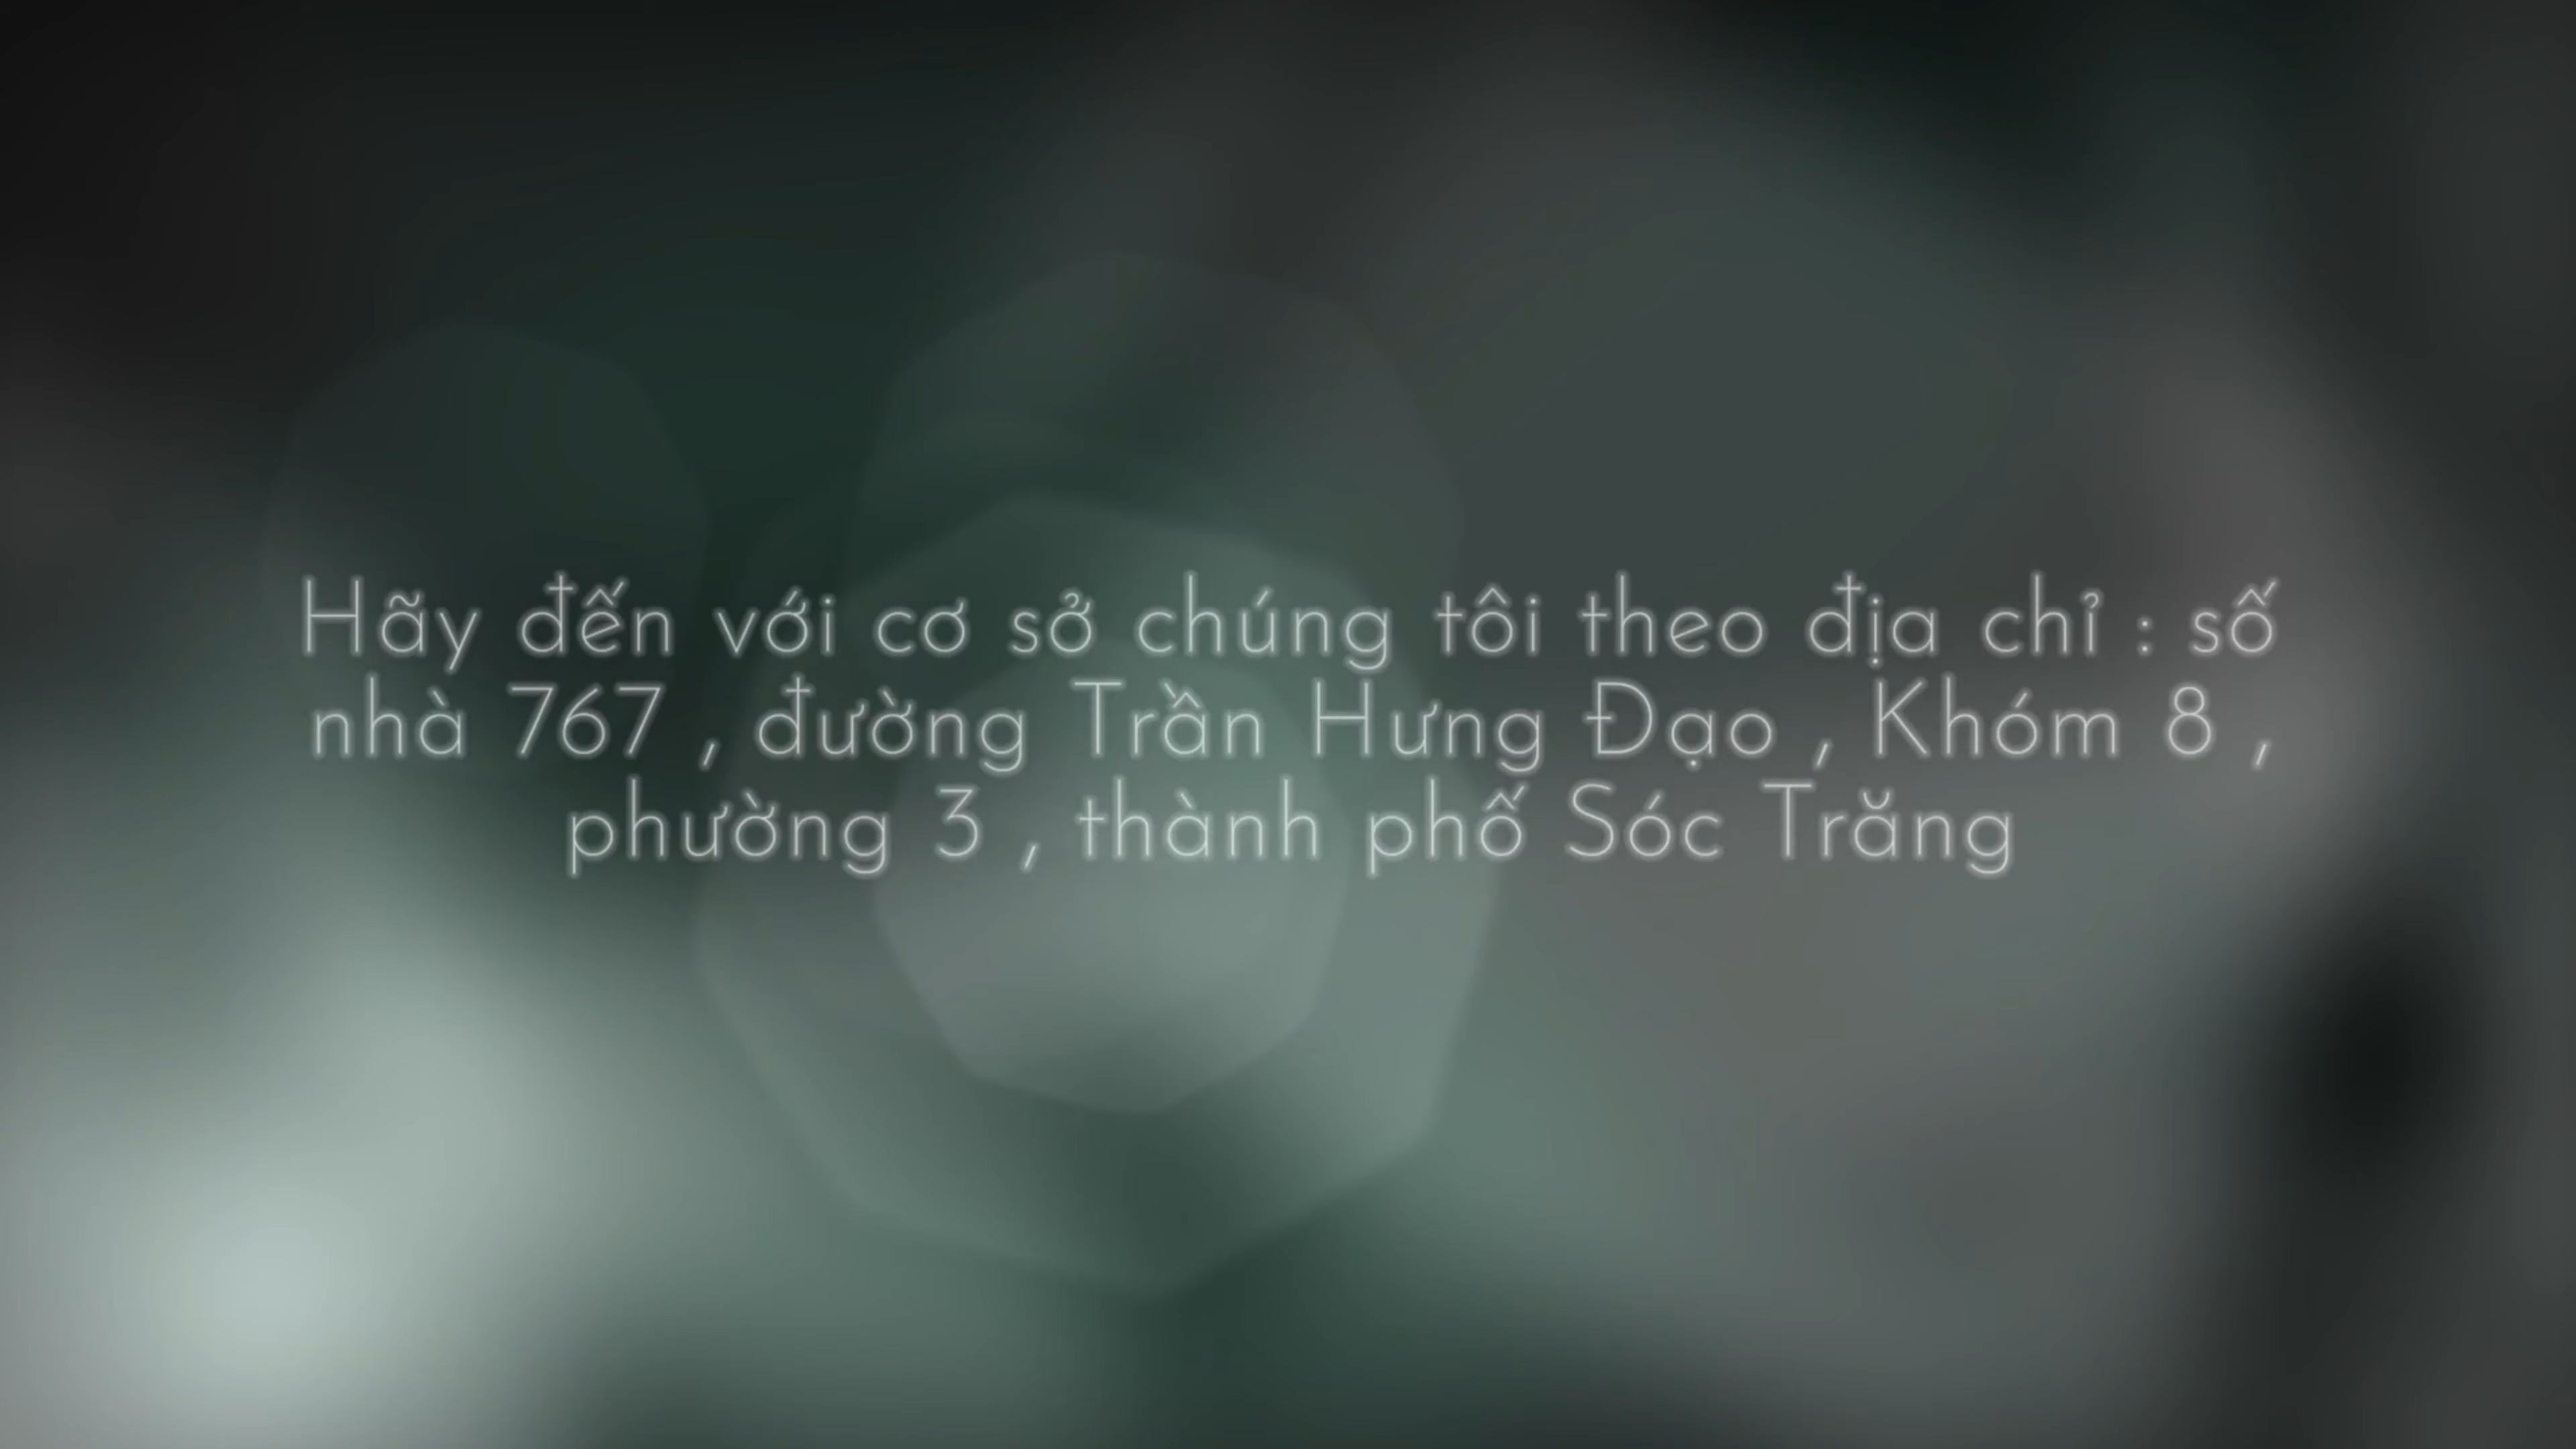 Hãy đến với cơ sở chúng tôi theo địa chỉ : số
nhà 767 , đường Trần Hưng Đạo , Khóm 8 ,
phường 3 , thành phố Sóc Trăng